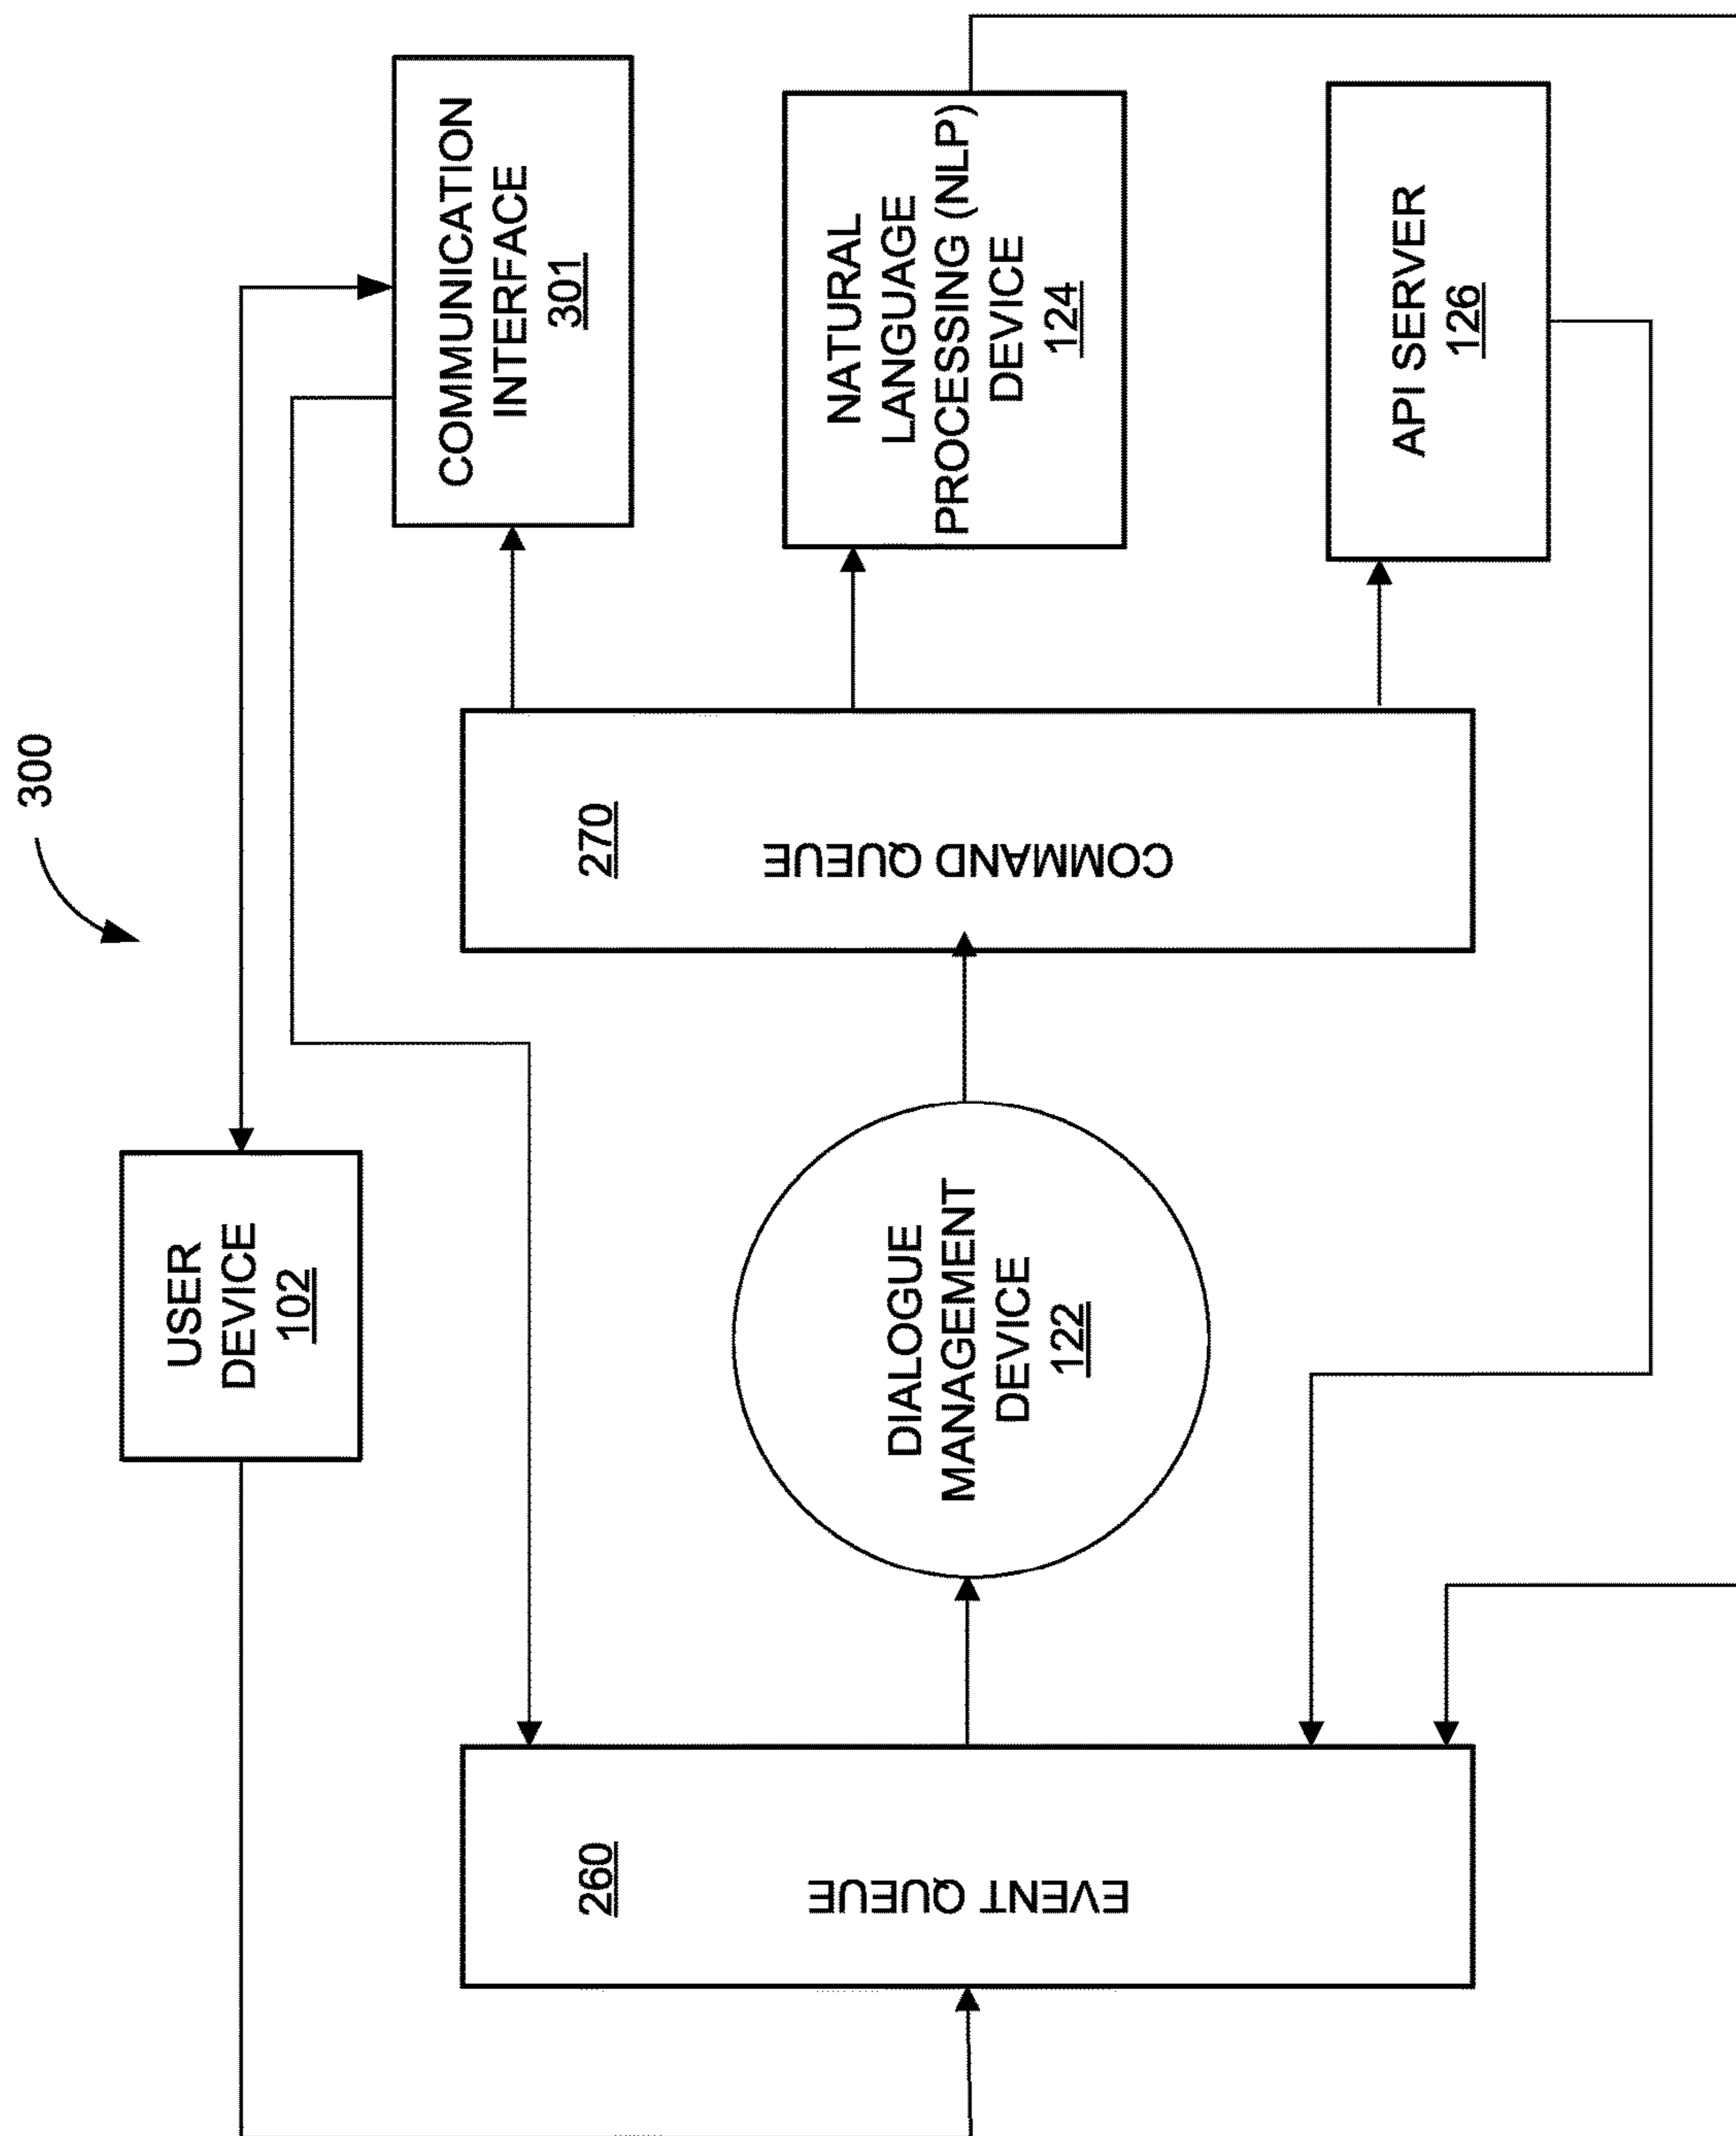 300
USER
DEVICE
102
COMMUNICATION
INTERFACE
301
EVENT QUEUE
260
DIALOGUE
MANAGEMENT
DEVICE
122
COMMAND QUEUE
270
NATURAL
LANGUAGE
PROCESSING (NLP)
DEVICE
124
API SERVER
126